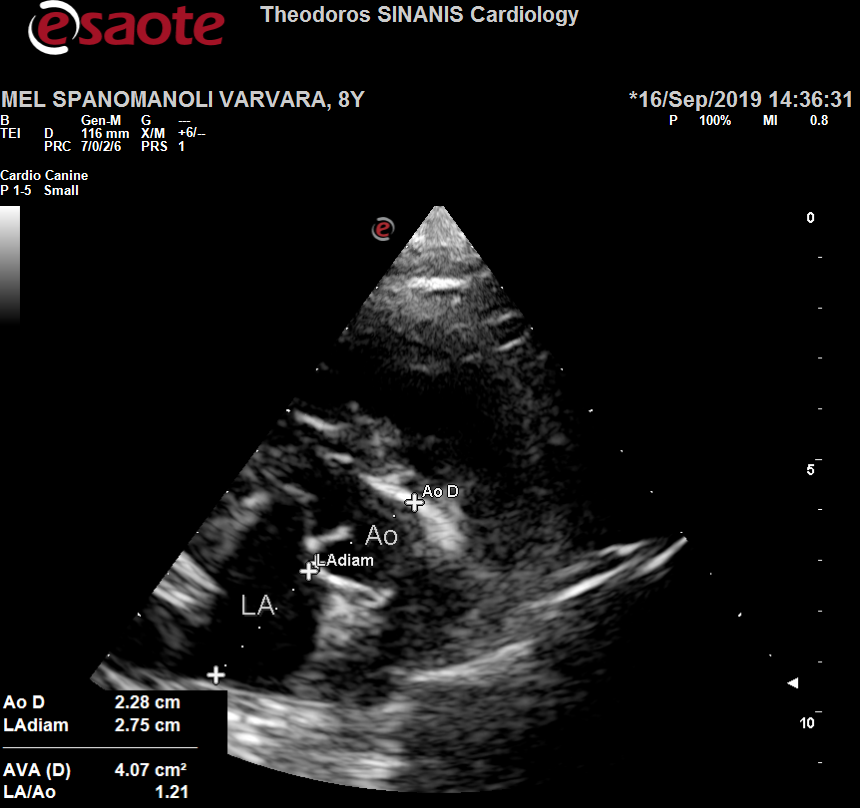 esaote
Theodoros SINANIS Cardiology
MEL SPANOMANOLI VARVARA, 8Y
*16/Sep/2019 14:36:31
B Gen-M G ---
TEI D 116 mm X/M +6/--
PRC 7/0/2/6 PRS 1
P 100% MI 0.8
Cardio Canine
P 1-5 Small
e
0
5
10
Ao D
Ao
LAdiam
LA
Ao D 2.28 cm
LAdiam 2.75 cm
AVA (D) 4.07 cm²
LA/Ao 1.21